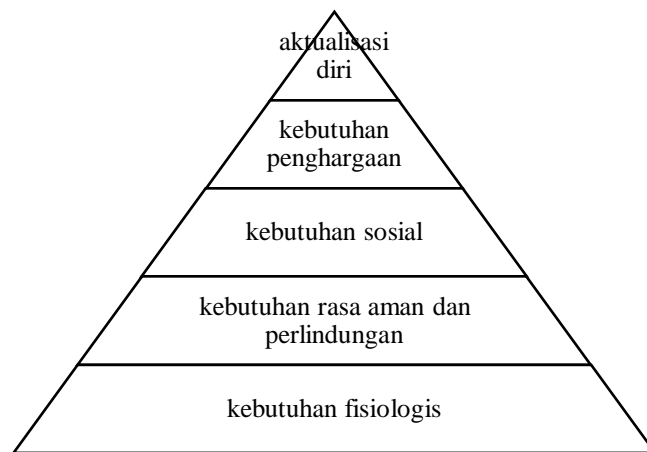 aktualisasi
diri
kebutuhan
penghargaan
kebutuhan sosial
kebutuhan rasa aman dan
perlindungan
kebutuhan fisiologis